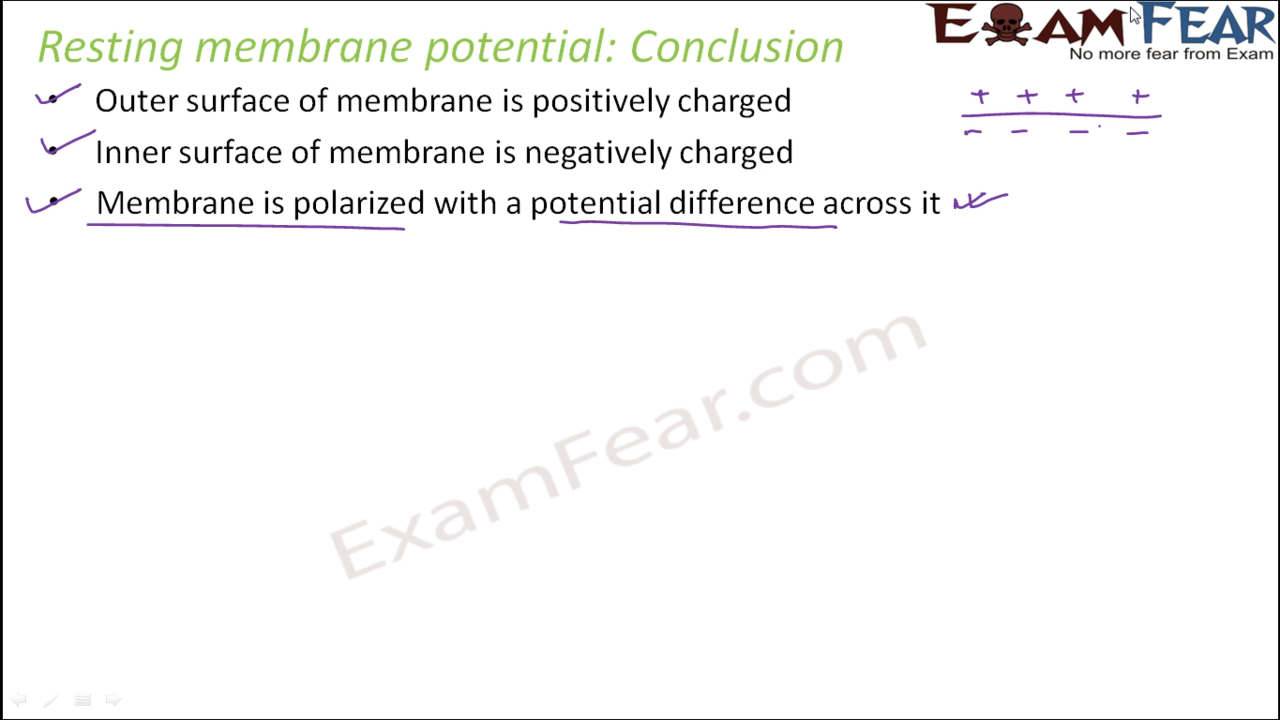 Resting membrane potential: Conclusion
EXAMFEAR
No more fear from Exam
Outer surface of membrane is positively charged
+ + + +
- - - -
Inner surface of membrane is negatively charged
Membrane is polarized with a potential difference across it
ExamFear.com